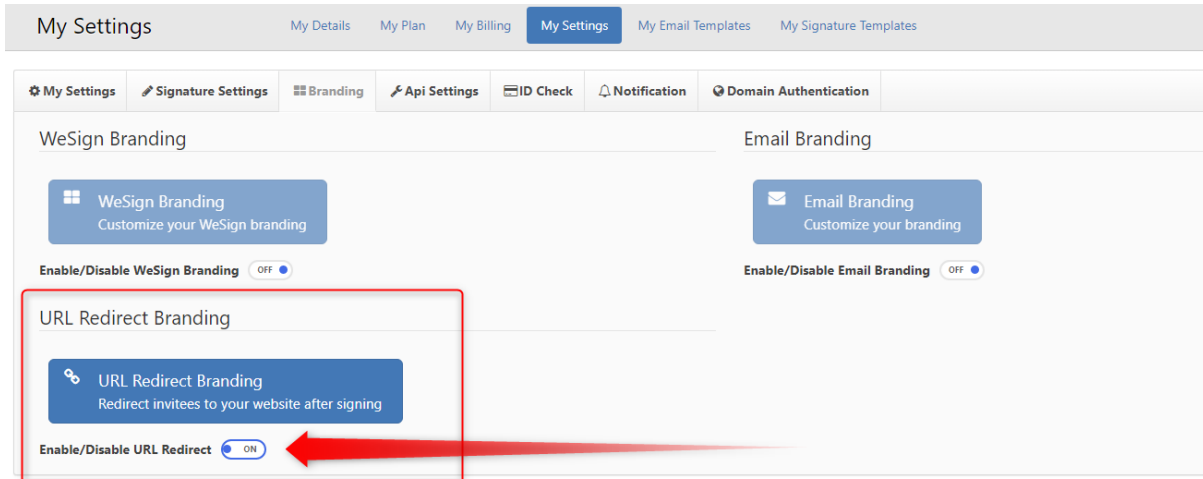 My Settings
My Details
My Plan
My Billing
My Settings
My Email Templates
My Signature Templates
My Settings
Signature Settings
Branding
Api Settings
ID Check
Notification
Domain Authentication
WeSign Branding
WeSign Branding
Customize your WeSign branding
Enable/Disable WeSign Branding OFF
Email Branding
Email Branding
Customize your branding
Enable/Disable Email Branding OFF
URL Redirect Branding
URL Redirect Branding
Redirect invitees to your website after signing
Enable/Disable URL Redirect ON